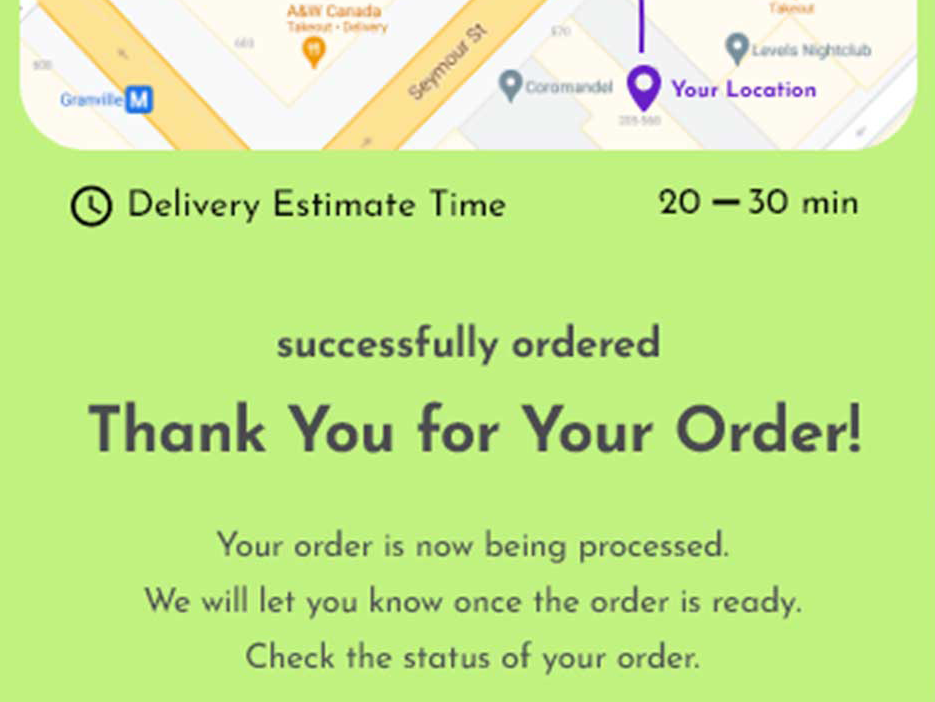 A&W Canada
Takeout • Delivery
Takeout
Seymour St
Levels Nightclub
Coromandel
Your Location
Granville M
Delivery Estimate Time
20 — 30 min
successfully ordered
Thank You for Your Order!
Your order is now being processed.
We will let you know once the order is ready.
Check the status of your order.